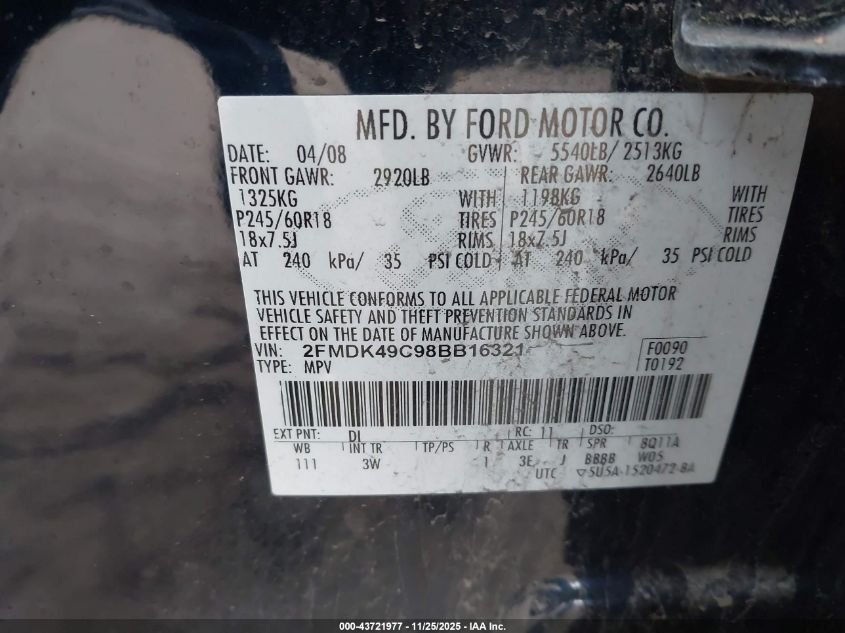 MFD. BY FORD MOTOR CO.
DATE: 04/08 GVWR: 5540LB/ 2513KG
FRONT GAWR: 2920LB REAR GAWR: 2640LB
1325KG WITH 1198KG WITH
P245/60R18 TIRES P245/60R18 TIRES
18x7.5J RIMS 18x7.5J RIMS
AT 240 kPa/ 35 PSI COLD AT 240 kPa/ 35 PSI COLD
THIS VEHICLE CONFORMS TO ALL APPLICABLE FEDERAL MOTOR
VEHICLE SAFETY AND THEFT PREVENTION STANDARDS IN
EFFECT ON THE DATE OF MANUFACTURE SHOWN ABOVE.
VIN: 2FMDK49C98BB16321 F0090
TYPE: MPV T0192
EXT PNT: DI RC: 11 DSO:
WB INT TR TP/PS R AXLE TR SPR 8Q11A
111 3W 1 3E J BBBB W05
UTC ▽5U5A-1520472-BA
000-43721977 - 11/25/2025 - IAA Inc.